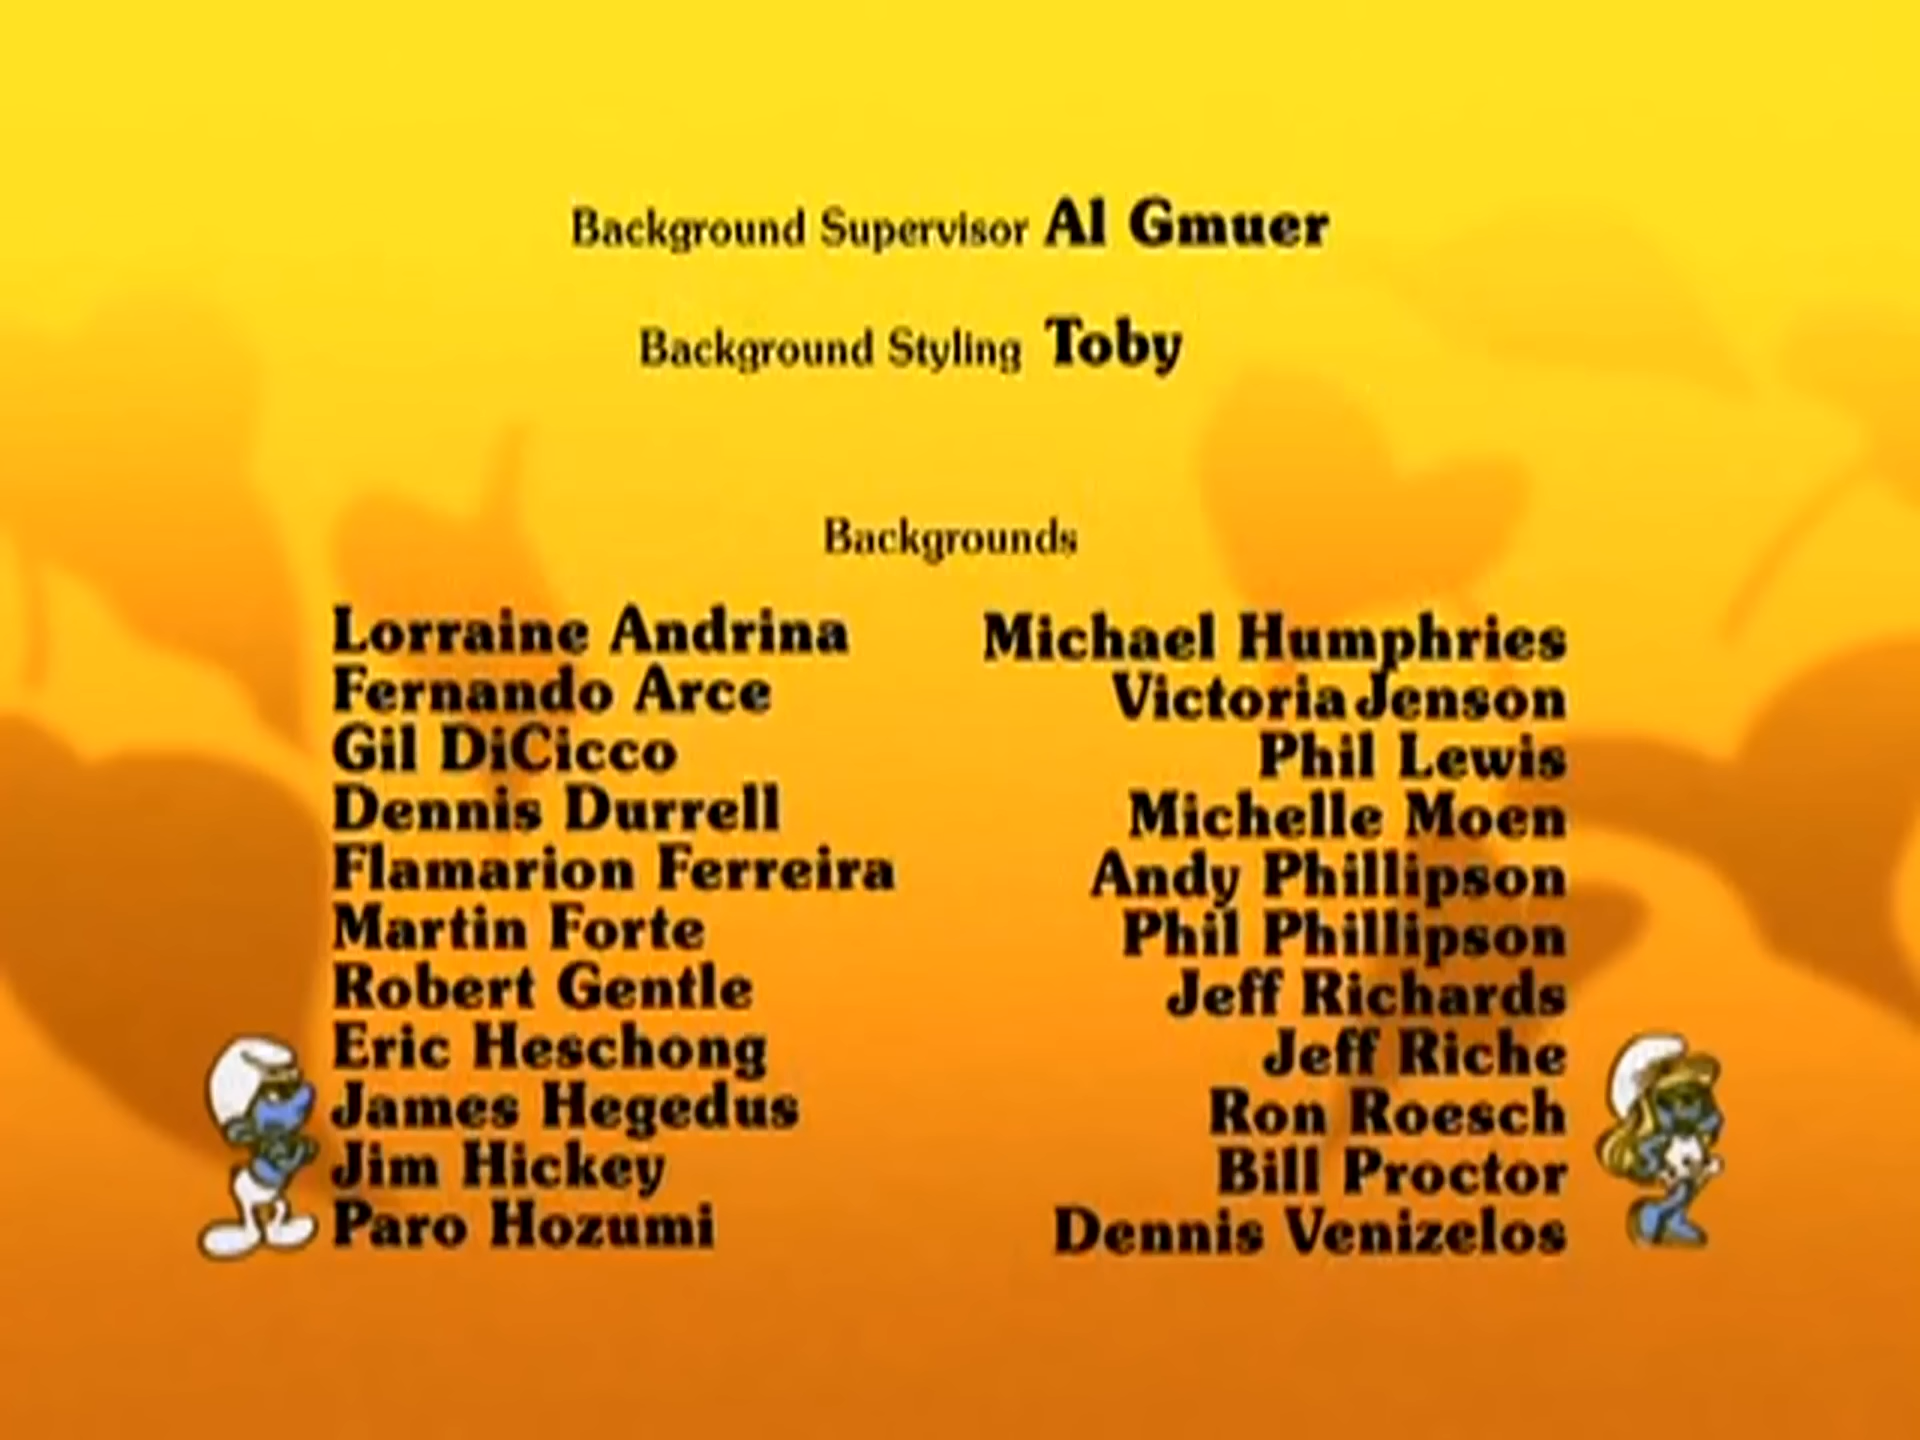 Background Supervisor Al Gmuer
Background Styling Toby
Backgrounds
Lorraine Andrina
Fernando Arce
Gil DiCicco
Dennis Durrell
Flamarion Ferreira
Martin Forte
Robert Gentle
Eric Heschong
James Hegedus
Jim Hickey
Paro Hozumi
Michael Humphries
Victoria Jenson
Phil Lewis
Michelle Moen
Andy Phillipson
Phil Phillipson
Jeff Richards
Jeff Riche
Ron Roesch
Bill Proctor
Dennis Venizelos